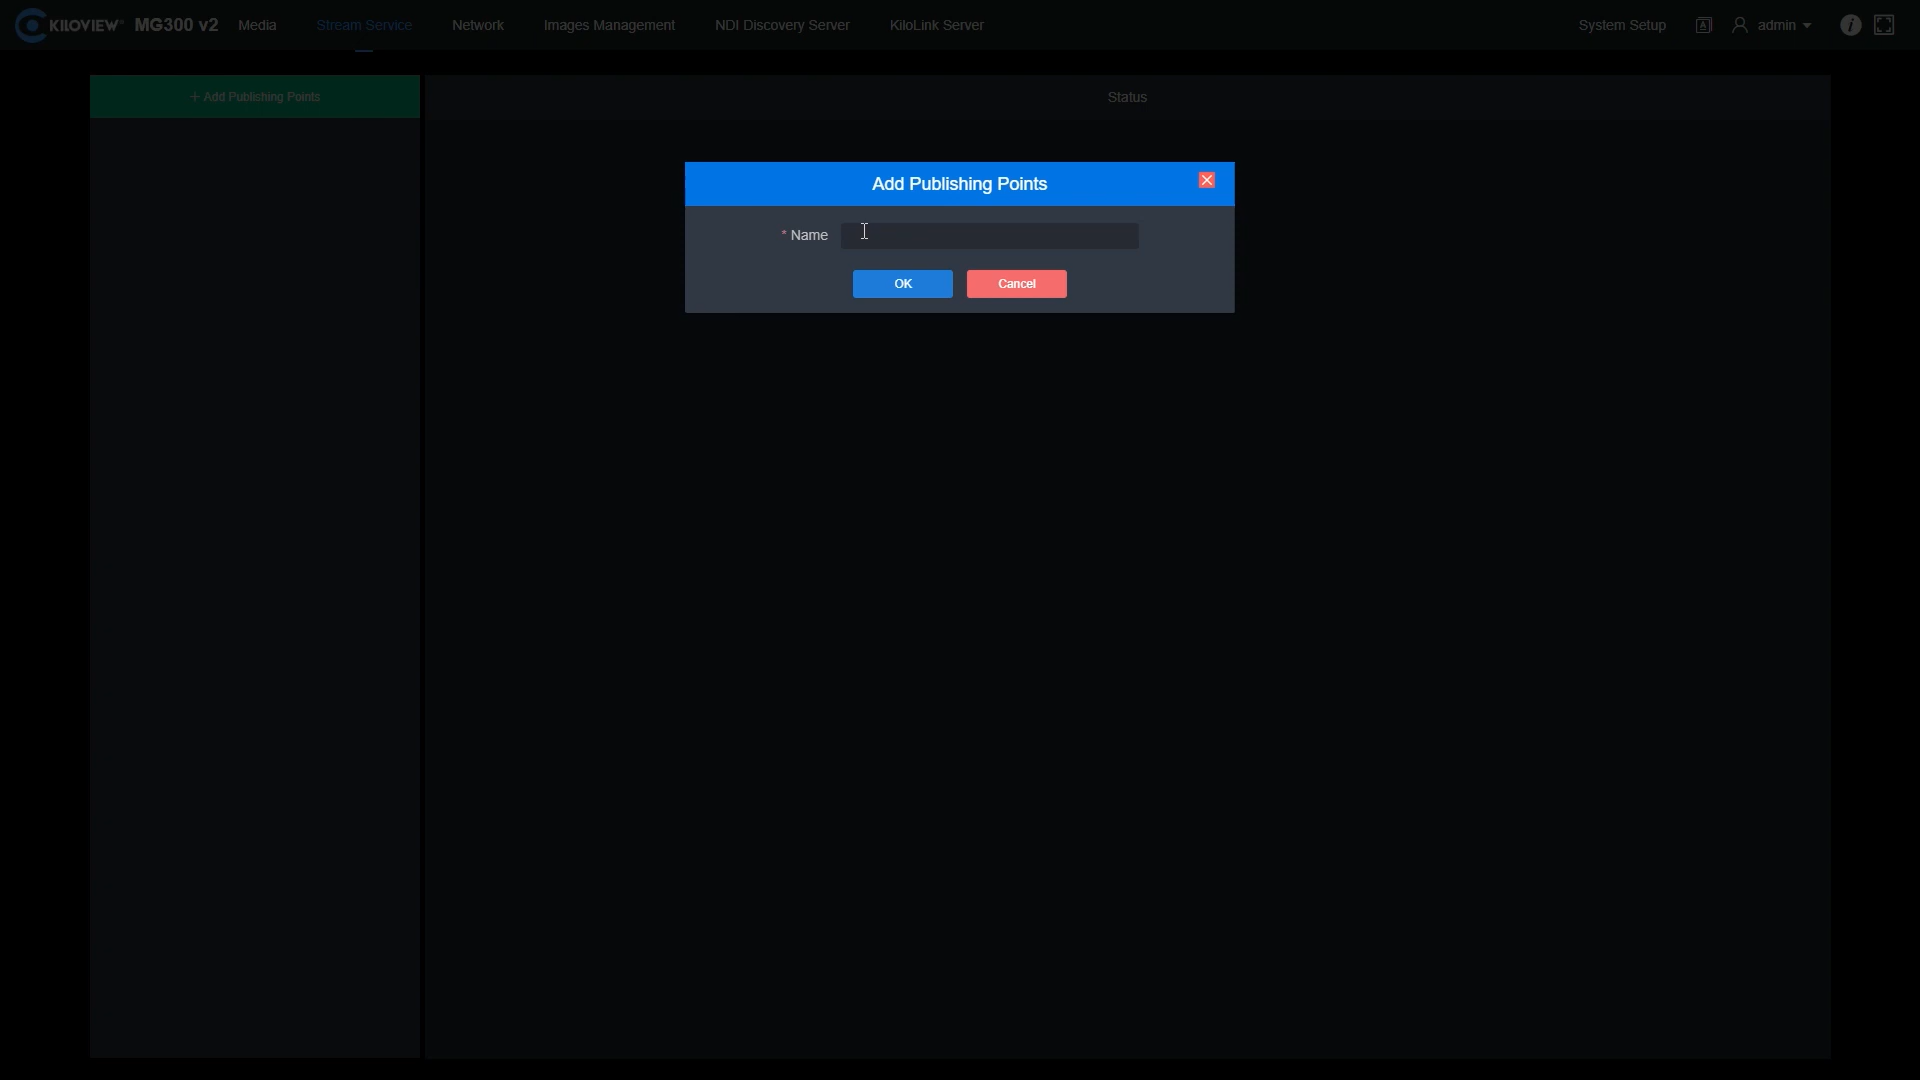 KILOVIEW MG300 v2 Media Stream Service Network Images Management NDI Discovery Server KiloLink Server System Setup admin
+ Add Publishing Points
Status
Add Publishing Points
* Name
OK Cancel